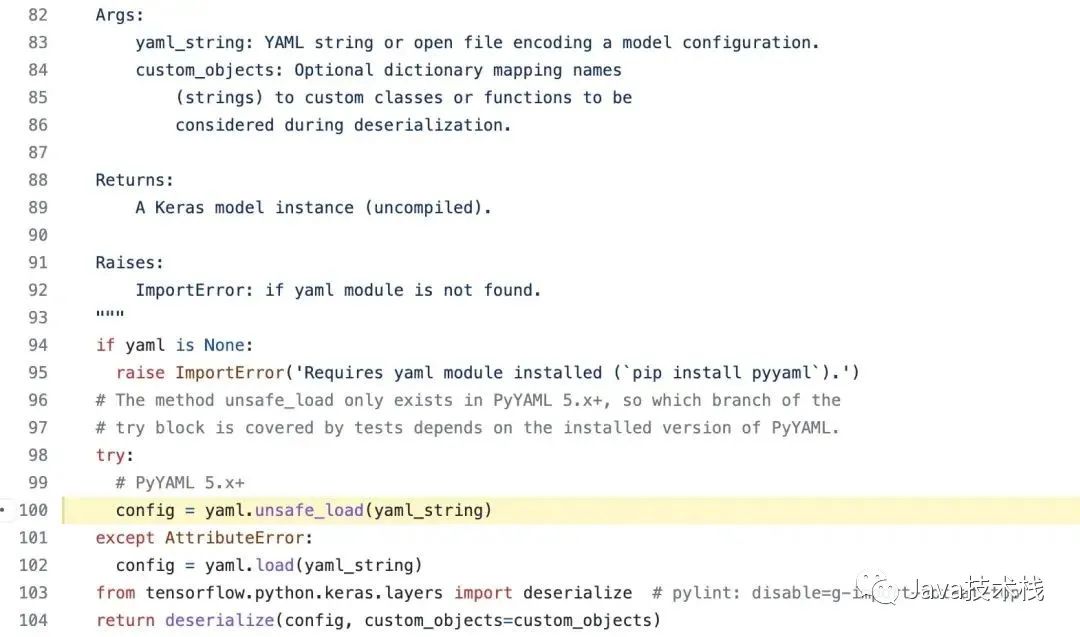 82 Args:
83 yaml_string: YAML string or open file encoding a model configuration.
84 custom_objects: Optional dictionary mapping names
85 (strings) to custom classes or functions to be
86 considered during deserialization.
87
88 Returns:
89 A Keras model instance (uncompiled).
90
91 Raises:
92 ImportError: if yaml module is not found.
93 """
94 if yaml is None:
95 raise ImportError('Requires yaml module installed (`pip install pyyaml`).')
96 # The method unsafe_load only exists in PyYAML 5.x+, so which branch of the
97 # try block is covered by tests depends on the installed version of PyYAML.
98 try:
99 # PyYAML 5.x+
100 config = yaml.unsafe_load(yaml_string)
101 except AttributeError:
102 config = yaml.load(yaml_string)
103 from tensorflow.python.keras.layers import deserialize # pylint: disable=
Java技术栈
104 return deserialize(config, custom_objects=custom_objects)